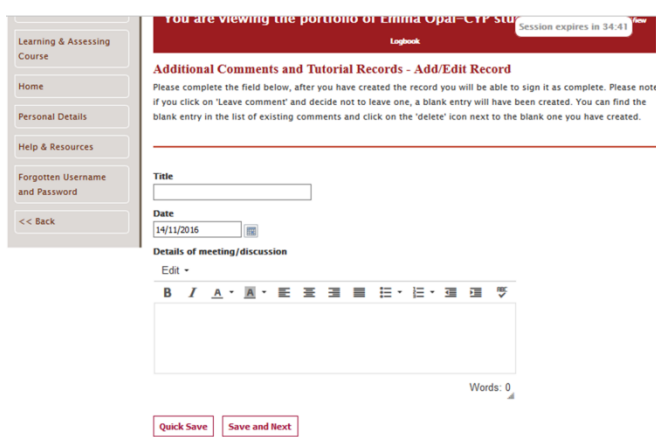 You are viewing the portfolio of Emma Opal-CYP stu
Session expires in 34:41
Logbook
Learning & Assessing
Course
Home
Personal Details
Help & Resources
Forgotten Username
and Password
<< Back
Additional Comments and Tutorial Records - Add/Edit Record
Please complete the field below, after you have created the record you will be able to sign it as complete. Please note
if you click on 'Leave comment' and decide not to leave one, a blank entry will have been created. You can find the
blank entry in the list of existing comments and click on the 'delete' icon next to the blank one you have created.
Title
Date
14/11/2016
Details of meeting/discussion
Edit
B I A A
Words: 0
Quick Save Save and Next